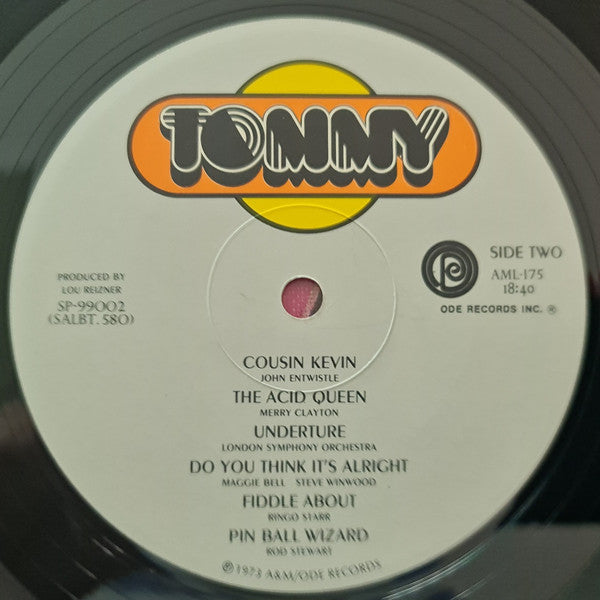 TOMMY
PRODUCED BY
LOU REIZNER
SP-99002
(SALBT. 580)
SIDE TWO
AML-175
18:40
ODE RECORDS INC. ®
COUSIN KEVIN
JOHN ENTWISTLE
THE ACID QUEEN
MERRY CLAYTON
UNDERTURE
LONDON SYMPHONY ORCHESTRA
DO YOU THINK IT'S ALRIGHT
MAGGIE BELL STEVE WINWOOD
FIDDLE ABOUT
RINGO STARR
PIN BALL WIZARD
ROD STEWART
℗1973 A&M/ODE RECORDS